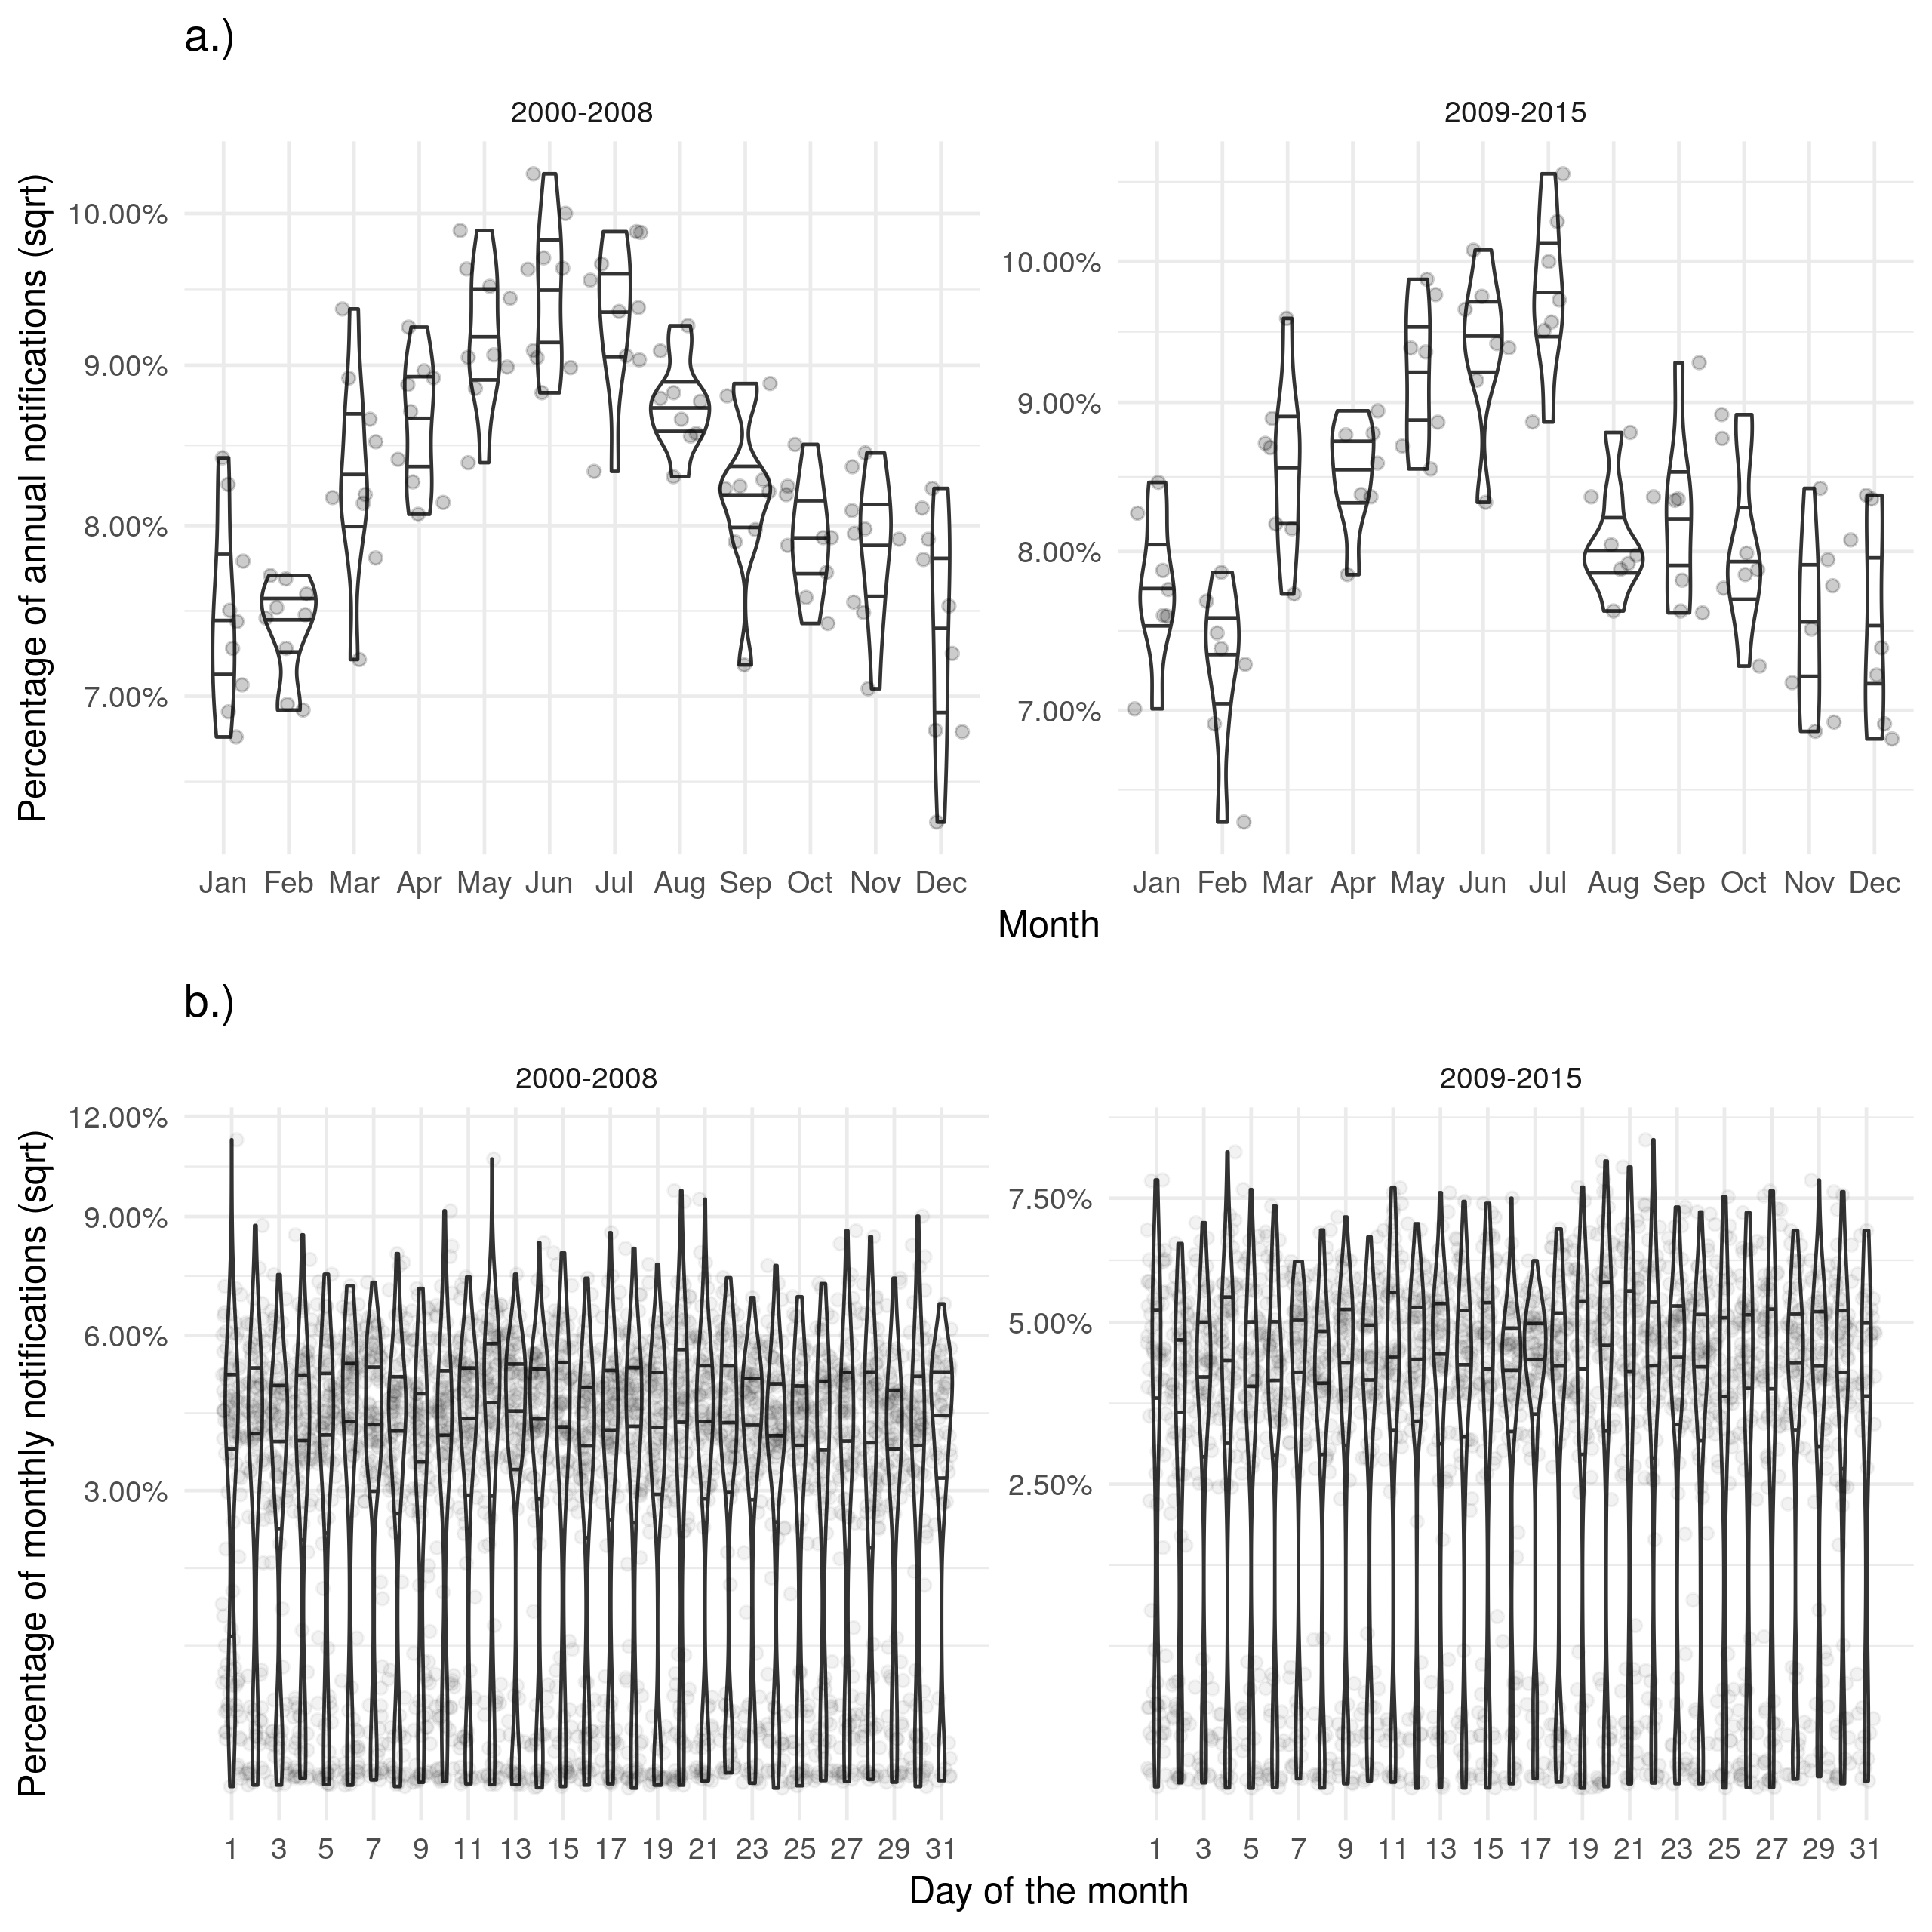 a.)
2000-2008
2009-2015
Percentage of annual notifications (sqrt)
10.00%
9.00%
8.00%
7.00%
10.00%
9.00%
8.00%
7.00%
Jan Feb Mar Apr May Jun Jul Aug Sep Oct Nov Dec
Jan Feb Mar Apr May Jun Jul Aug Sep Oct Nov Dec
Month
b.)
2000-2008
2009-2015
Percentage of monthly notifications (sqrt)
12.00%
9.00%
6.00%
3.00%
7.50%
5.00%
2.50%
1 3 5 7 9 11 13 15 17 19 21 23 25 27 29 31
1 3 5 7 9 11 13 15 17 19 21 23 25 27 29 31
Day of the month